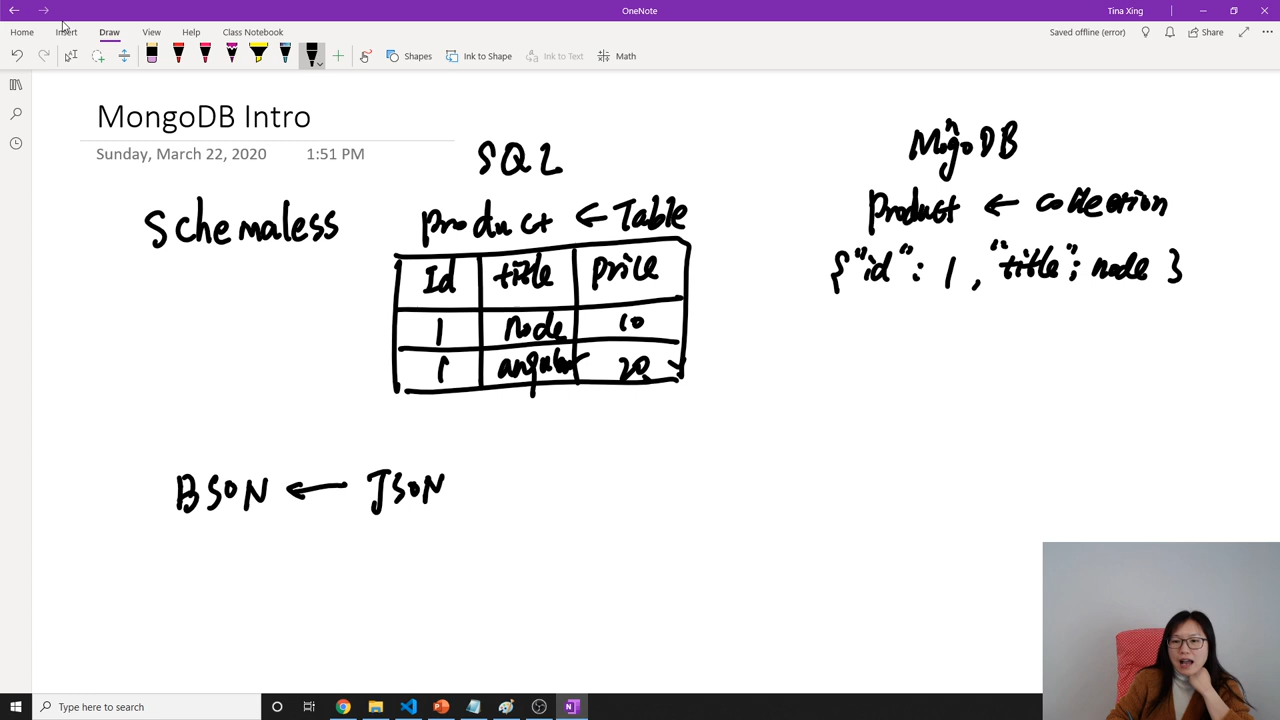 OneNote
Tina Xing
Home Insert Draw View Help Class Notebook
Saved offline (error)
Share
Shapes
Ink to Shape
Ink to Text
Math
MongoDB Intro
Sunday, March 22, 2020 1:51 PM
Schemaless
SQL
product ← Table
Id title price
1 Node 10
1 angular 20
MongoDB
product ← collection
{"id": 1, "title"; node }
BSON ← JSON
Type here to search